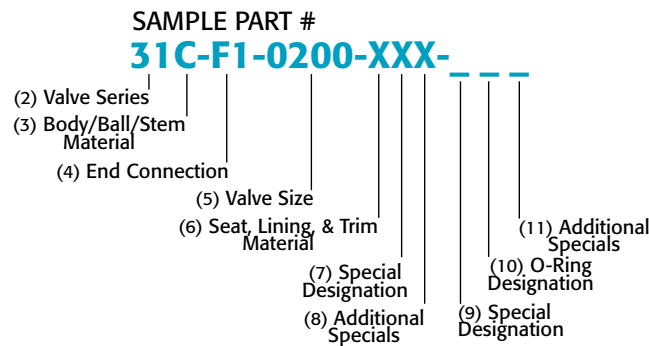 SAMPLE PART #
31C-F1-0200-XXX-_ _ _
(2) Valve Series
(3) Body/Ball/Stem
Material
(4) End Connection
(5) Valve Size
(6) Seat, Lining, & Trim
Material
(7) Special
Designation
(8) Additional
Specials
(9) Special
Designation
(10) O-Ring
Designation
(11) Additional
Specials